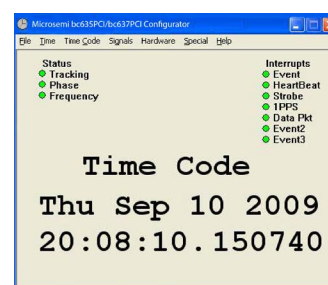 Microsemi bc635PCI/bc637PCI Configurator
File Time Time Code Signals Hardware Special Help
Status
Tracking
Phase
Frequency
Interrupts
Event
HeartBeat
Strobe
1PPS
Data Pkt
Event2
Event3
Time Code
Thu Sep 10 2009
20:08:10.150740